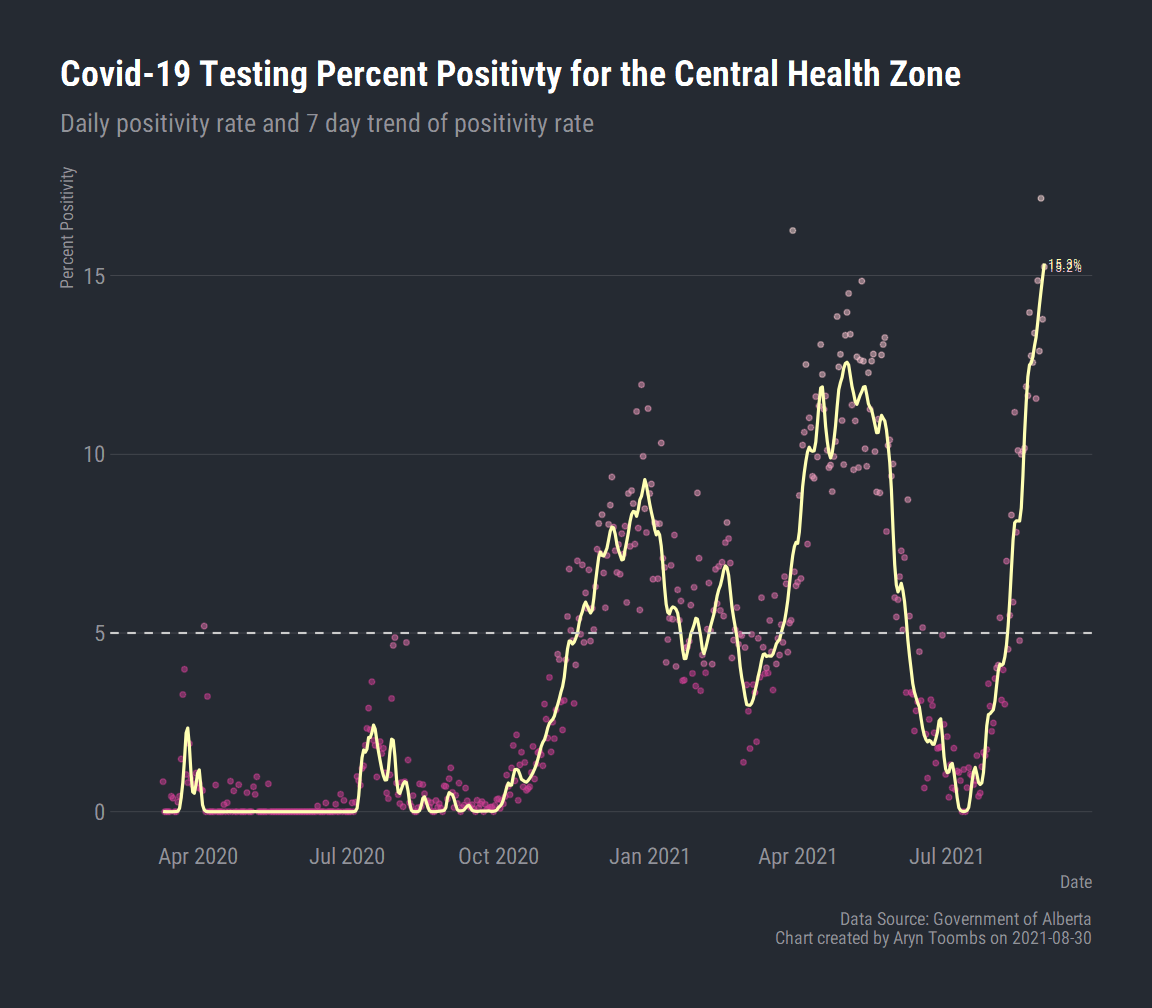 Covid-19 Testing Percent Positivty for the Central Health Zone
Daily positivity rate and 7 day trend of positivity rate
Percent Positivity
15
10
5
0
15.2%
Apr 2020
Jul 2020
Oct 2020
Jan 2021
Apr 2021
Jul 2021
Date
Data Source: Government of Alberta
Chart created by Aryn Toombs on 2021-08-30